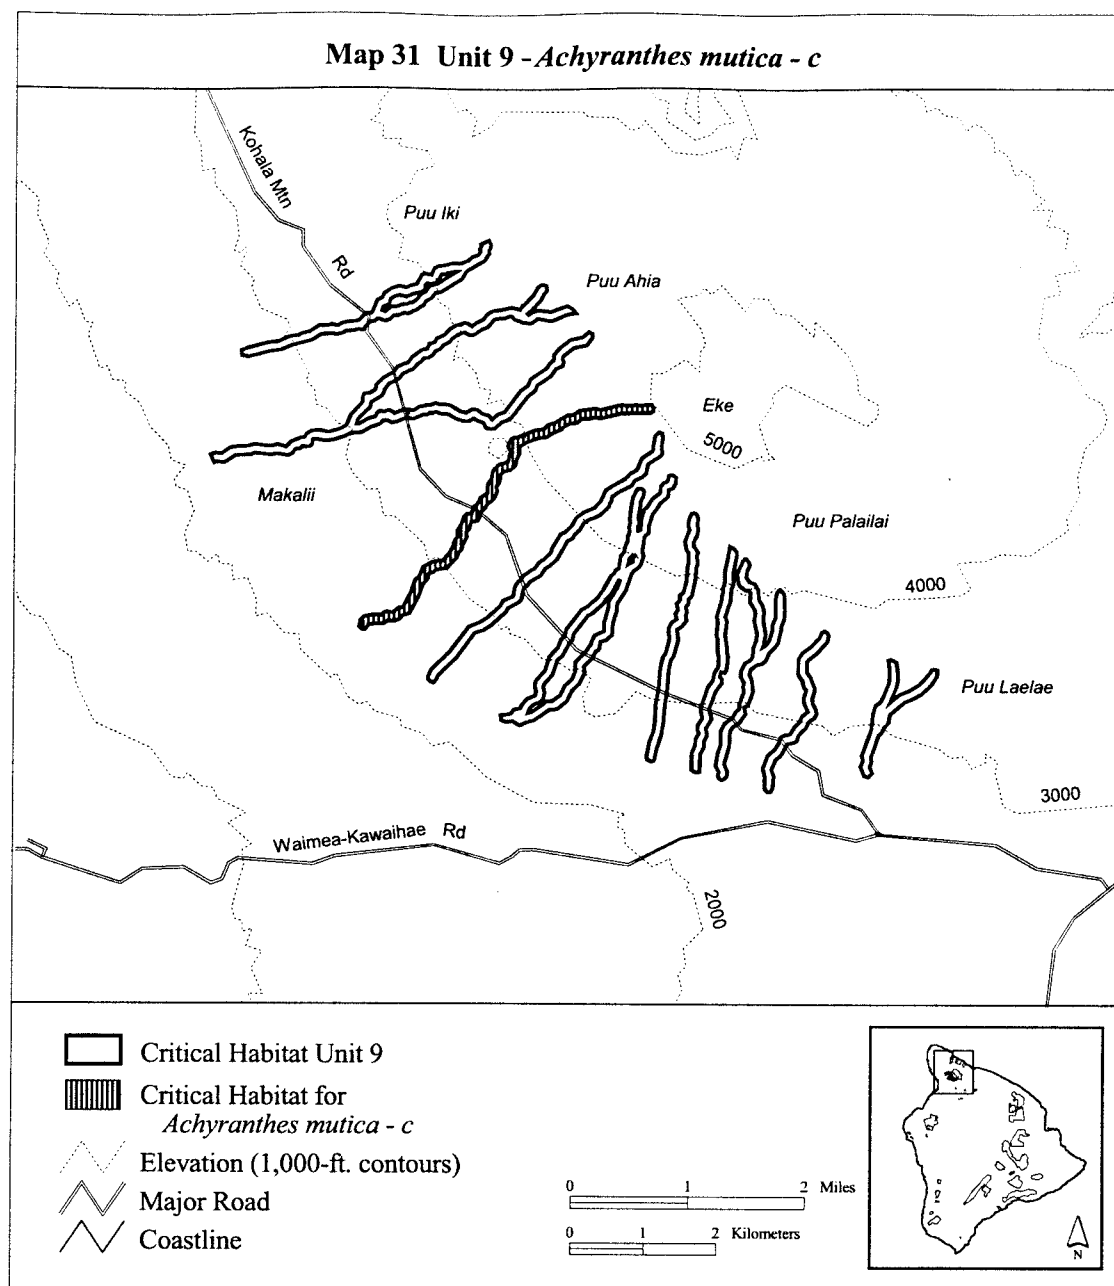 Map 31 Unit 9 - Achyranthes mutica - c
Kohala Mtn
Rd
Puu Iki
Puu Ahia
Eke
5000
Makalii
Puu Palailai
4000
Puu Laelae
3000
Waimea-Kawaihae Rd
2000
Critical Habitat Unit 9
Critical Habitat for
Achyranthes mutica - c
Elevation (1,000-ft. contours)
Major Road
Coastline
0 1 2 Miles
0 1 2 Kilometers
N